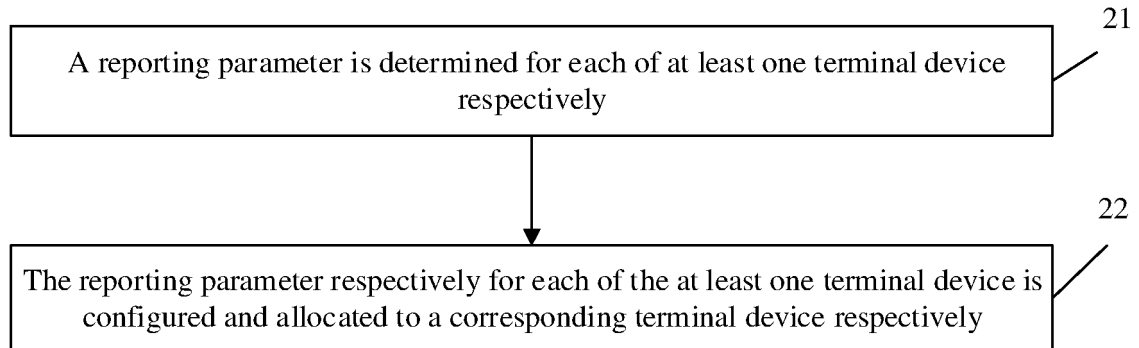 21
A reporting parameter is determined for each of at least one terminal device
respectively
22
The reporting parameter respectively for each of the at least one terminal device is
configured and allocated to a corresponding terminal device respectively